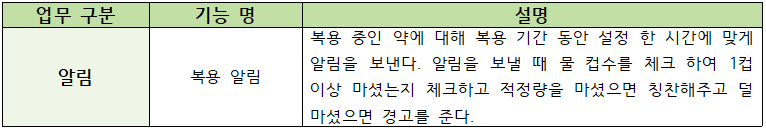 업무 구분 기능 명 설명
알림 복용 알림 복용 중인 약에 대해 복용 기간 동안 설정 한 시간에 맞게
알림을 보낸다. 알림을 보낼 때 물 컵수를 체크 하여 1컵
이상 마셨는지 체크하고 적정량을 마셨으면 칭찬해주고 덜
마셨으면 경고를 준다.